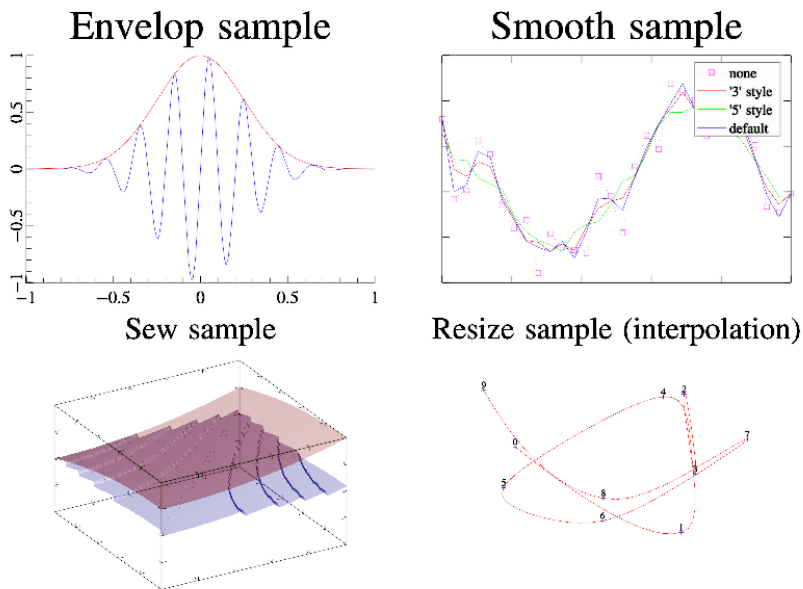 Envelop sample
Smooth sample
1
0.5
0
−0.5
−1
−1
−0.5
0
0.5
1
none
'3' style
'5' style
default
Sew sample
Resize sample (interpolation)
9
4
2
0
7
3
5
8
6
1